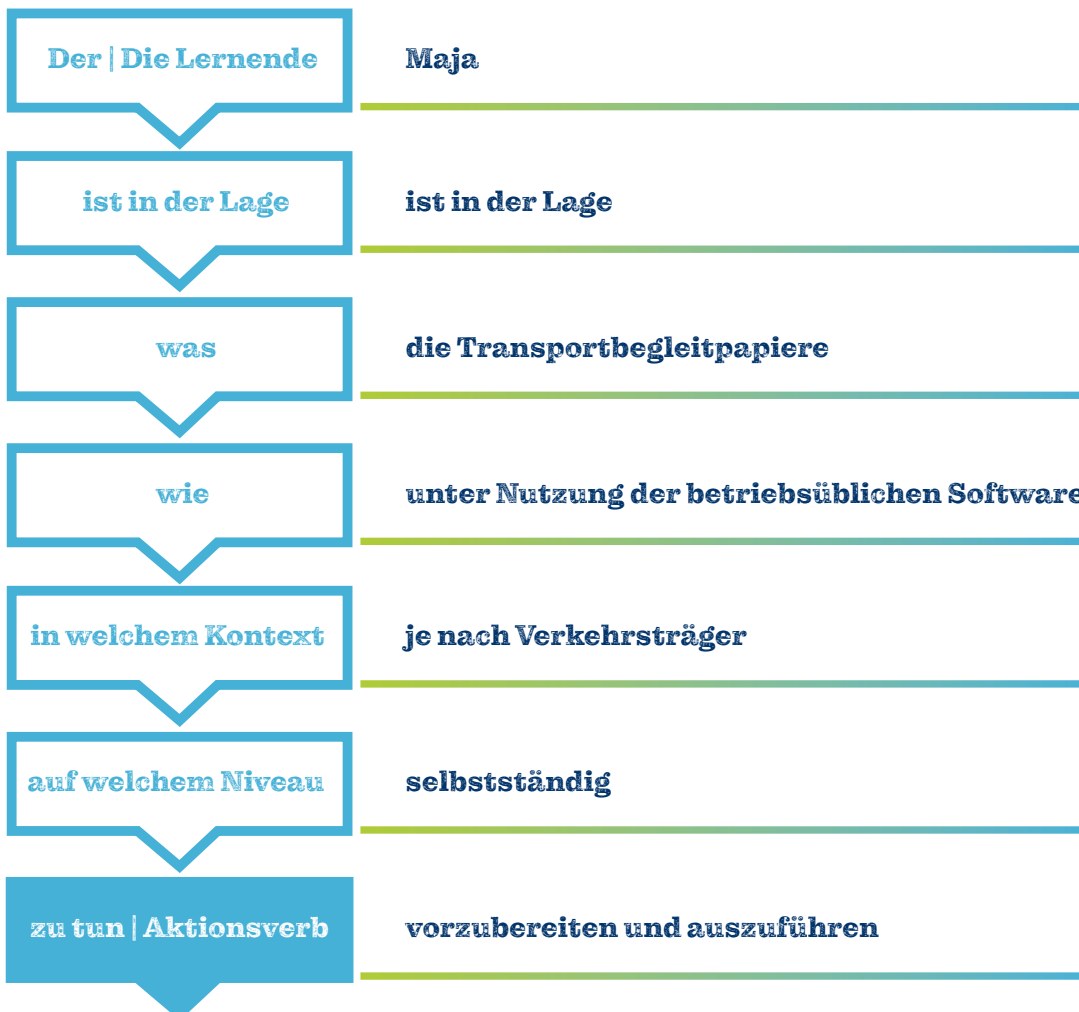 Der | Die Lernende Maja
ist in der Lage ist in der Lage
was die Transportbegleitpapiere
wie unter Nutzung der betriebsüblichen Software
in welchem Kontext je nach Verkehrsträger
auf welchem Niveau selbstständig
zu tun | Aktionsverb vorzubereiten und auszuführen